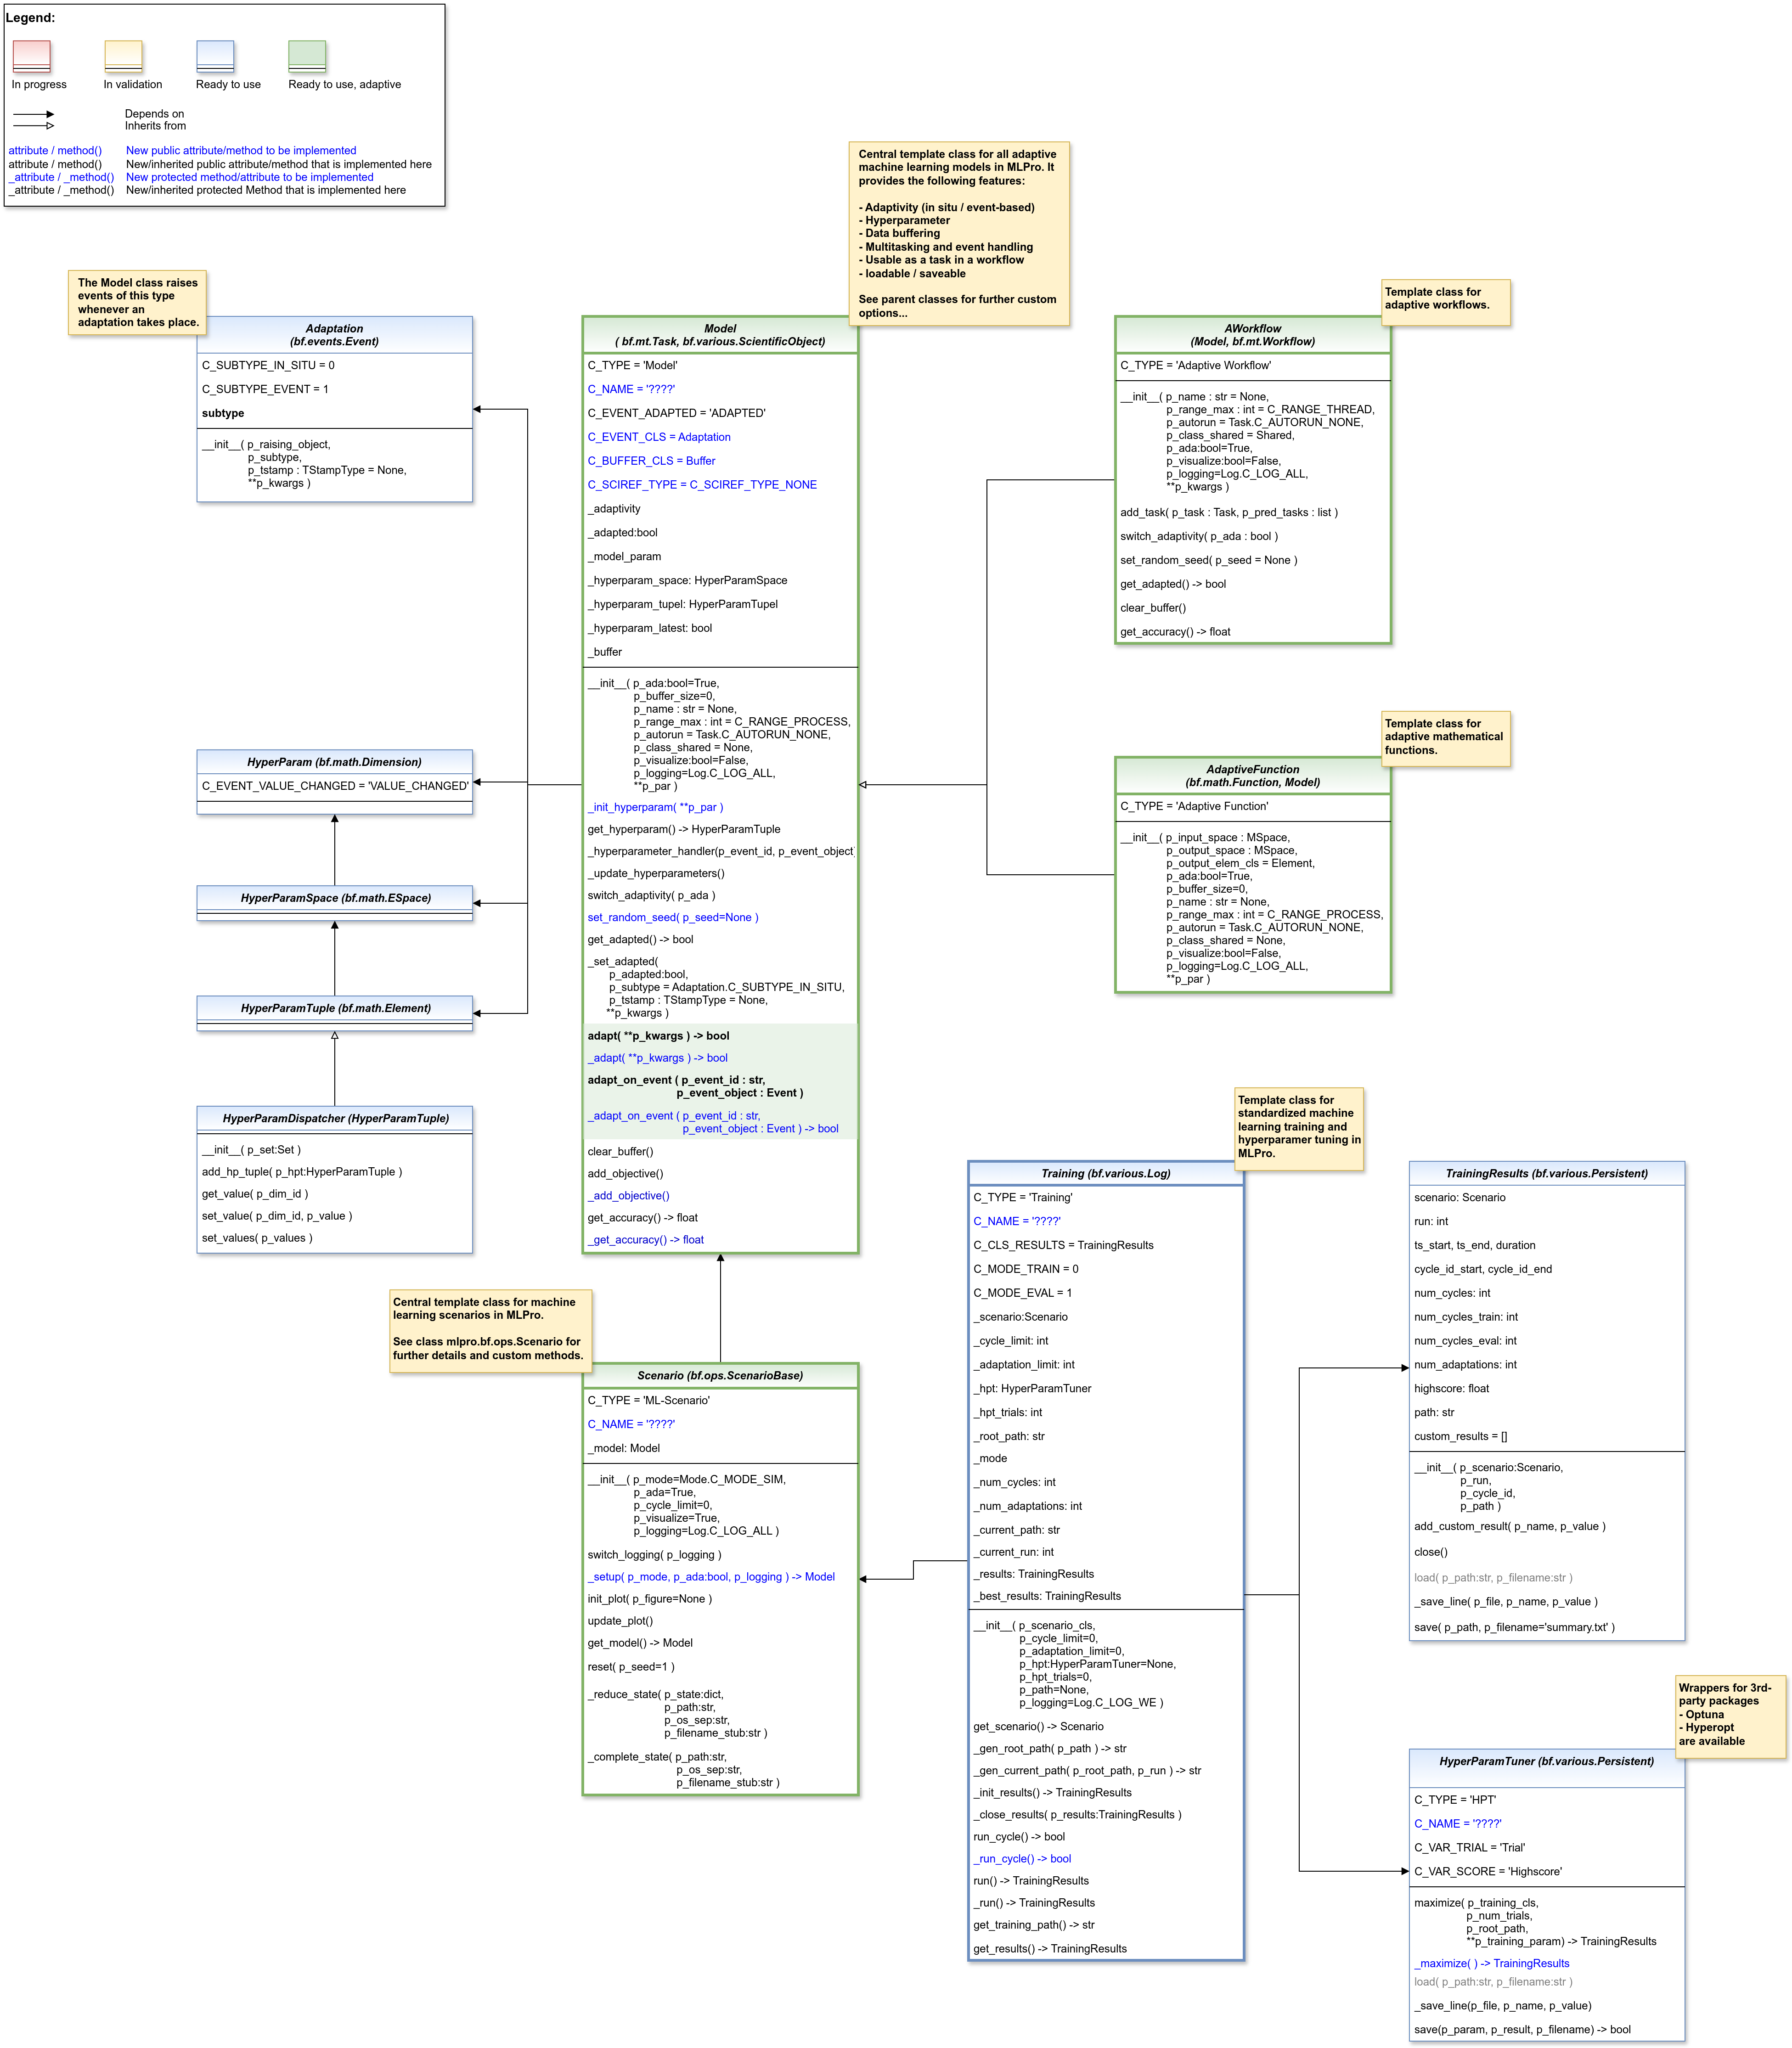 Legend:
In progress
In validation
Ready to use
Ready to use, adaptive
Depends on
Inherits from
attribute / method() New public attribute/method to be implemented
attribute / method() New/inherited public attribute/method that is implemented here
_attribute / _method() New protected method/attribute to be implemented
_attribute / _method() New/inherited protected Method that is implemented here
The Model class raises
events of this type
whenever an
adaptation takes place.
Adaptation
(bf.events.Event)
C_SUBTYPE_IN_SITU = 0
C_SUBTYPE_EVENT = 1
subtype
__init__( p_raising_object,
p_subtype,
p_tstamp : TStampType = None,
**p_kwargs )
HyperParam (bf.math.Dimension)
C_EVENT_VALUE_CHANGED = 'VALUE_CHANGED'
HyperParamSpace (bf.math.ESpace)
HyperParamTuple (bf.math.Element)
HyperParamDispatcher (HyperParamTuple)
__init__( p_set:Set )
add_hp_tuple( p_hpt:HyperParamTuple )
get_value( p_dim_id )
set_value( p_dim_id, p_value )
set_values( p_values )
Central template class for all adaptive
machine learning models in MLPro. It
provides the following features:
- Adaptivity (in situ / event-based)
- Hyperparameter
- Data buffering
- Multitasking and event handling
- Usable as a task in a workflow
- loadable / saveable
See parent classes for further custom
options...
Model
( bf.mt.Task, bf.various.ScientificObject)
C_TYPE = 'Model'
C_NAME = '????'
C_EVENT_ADAPTED = 'ADAPTED'
C_EVENT_CLS = Adaptation
C_BUFFER_CLS = Buffer
C_SCIREF_TYPE = C_SCIREF_TYPE_NONE
_adaptivity
_adapted:bool
_model_param
_hyperparam_space: HyperParamSpace
_hyperparam_tupel: HyperParamTupel
_hyperparam_latest: bool
_buffer
__init__( p_ada:bool=True,
p_buffer_size=0,
p_name : str = None,
p_range_max : int = C_RANGE_PROCESS,
p_autorun = Task.C_AUTORUN_NONE,
p_class_shared = None,
p_visualize:bool=False,
p_logging=Log.C_LOG_ALL,
**p_par )
_init_hyperparam( **p_par )
get_hyperparam() -> HyperParamTuple
_hyperparameter_handler(p_event_id, p_event_object)
_update_hyperparameters()
switch_adaptivity( p_ada )
set_random_seed( p_seed=None )
get_adapted() -> bool
_set_adapted(
p_adapted:bool,
p_subtype = Adaptation.C_SUBTYPE_IN_SITU,
p_tstamp : TStampType = None,
**p_kwargs )
adapt( **p_kwargs ) -> bool
_adapt( **p_kwargs ) -> bool
adapt_on_event ( p_event_id : str,
p_event_object : Event )
_adapt_on_event ( p_event_id : str,
p_event_object : Event ) -> bool
clear_buffer()
add_objective()
_add_objective()
get_accuracy() -> float
_get_accuracy() -> float
Template class for
adaptive workflows.
AWorkflow
(Model, bf.mt.Workflow)
C_TYPE = 'Adaptive Workflow'
__init__( p_name : str = None,
p_range_max : int = C_RANGE_THREAD,
p_autorun = Task.C_AUTORUN_NONE,
p_class_shared = Shared,
p_ada:bool=True,
p_visualize:bool=False,
p_logging=Log.C_LOG_ALL,
**p_kwargs )
add_task( p_task : Task, p_pred_tasks : list )
switch_adaptivity( p_ada : bool )
set_random_seed( p_seed = None )
get_adapted() -> bool
clear_buffer()
get_accuracy() -> float
Template class for
adaptive mathematical
functions.
AdaptiveFunction
(bf.math.Function, Model)
C_TYPE = 'Adaptive Function'
__init__( p_input_space : MSpace,
p_output_space : MSpace,
p_output_elem_cls = Element,
p_ada:bool=True,
p_buffer_size=0,
p_name : str = None,
p_range_max : int = C_RANGE_PROCESS,
p_autorun = Task.C_AUTORUN_NONE,
p_class_shared = None,
p_visualize:bool=False,
p_logging=Log.C_LOG_ALL,
**p_par )
Central template class for machine
learning scenarios in MLPro.
See class mlpro.bf.ops.Scenario for
further details and custom methods.
Scenario (bf.ops.ScenarioBase)
C_TYPE = 'ML-Scenario'
C_NAME = '????'
_model: Model
__init__( p_mode=Mode.C_MODE_SIM,
p_ada=True,
p_cycle_limit=0,
p_visualize=True,
p_logging=Log.C_LOG_ALL )
switch_logging( p_logging )
_setup( p_mode, p_ada:bool, p_logging ) -> Model
init_plot( p_figure=None )
update_plot()
get_model() -> Model
reset( p_seed=1 )
_reduce_state( p_state:dict,
p_path:str,
p_os_sep:str,
p_filename_stub:str )
_complete_state( p_path:str,
p_os_sep:str,
p_filename_stub:str )
Template class for
standardized machine
learning training and
hyperparamer tuning in
MLPro.
Training (bf.various.Log)
C_TYPE = 'Training'
C_NAME = '????'
C_CLS_RESULTS = TrainingResults
C_MODE_TRAIN = 0
C_MODE_EVAL = 1
_scenario:Scenario
_cycle_limit: int
_adaptation_limit: int
_hpt: HyperParamTuner
_hpt_trials: int
_root_path: str
_mode
_num_cycles: int
_num_adaptations: int
_current_path: str
_current_run: int
_results: TrainingResults
_best_results: TrainingResults
__init__( p_scenario_cls,
p_cycle_limit=0,
p_adaptation_limit=0,
p_hpt:HyperParamTuner=None,
p_hpt_trials=0,
p_path=None,
p_logging=Log.C_LOG_WE )
get_scenario() -> Scenario
_gen_root_path( p_path ) -> str
_gen_current_path( p_root_path, p_run ) -> str
_init_results() -> TrainingResults
_close_results( p_results:TrainingResults )
run_cycle() -> bool
_run_cycle() -> bool
run() -> TrainingResults
_run() -> TrainingResults
get_training_path() -> str
get_results() -> TrainingResults
TrainingResults (bf.various.Persistent)
scenario: Scenario
run: int
ts_start, ts_end, duration
cycle_id_start, cycle_id_end
num_cycles: int
num_cycles_train: int
num_cycles_eval: int
num_adaptations: int
highscore: float
path: str
custom_results = []
__init__( p_scenario:Scenario,
p_run,
p_cycle_id,
p_path )
add_custom_result( p_name, p_value )
close()
load( p_path:str, p_filename:str )
_save_line( p_file, p_name, p_value )
save( p_path, p_filename='summary.txt' )
Wrappers for 3rd-
party packages
- Optuna
- Hyperopt
are available
HyperParamTuner (bf.various.Persistent)
C_TYPE = 'HPT'
C_NAME = '????'
C_VAR_TRIAL = 'Trial'
C_VAR_SCORE = 'Highscore'
maximize( p_training_cls,
p_num_trials,
p_root_path,
**p_training_param) -> TrainingResults
_maximize( ) -> TrainingResults
load( p_path:str, p_filename:str )
_save_line(p_file, p_name, p_value)
save(p_param, p_result, p_filename) -> bool